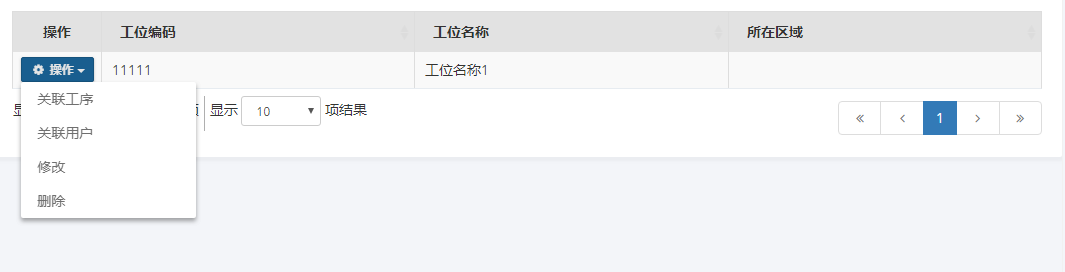 操作 工位编码 工位名称 所在区域
操作 11111 工位名称1
显示 10 项结果
« ‹ 1 › »
关联工序
关联用户
修改
删除